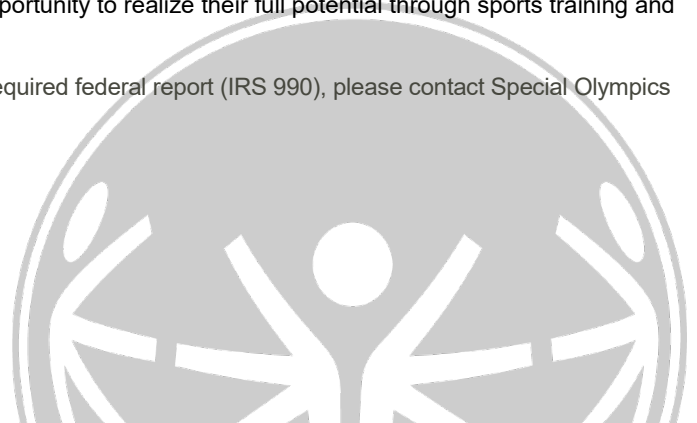 portunity to realize their full potential through sports training and
equired federal report (IRS 990), please contact Special Olympics